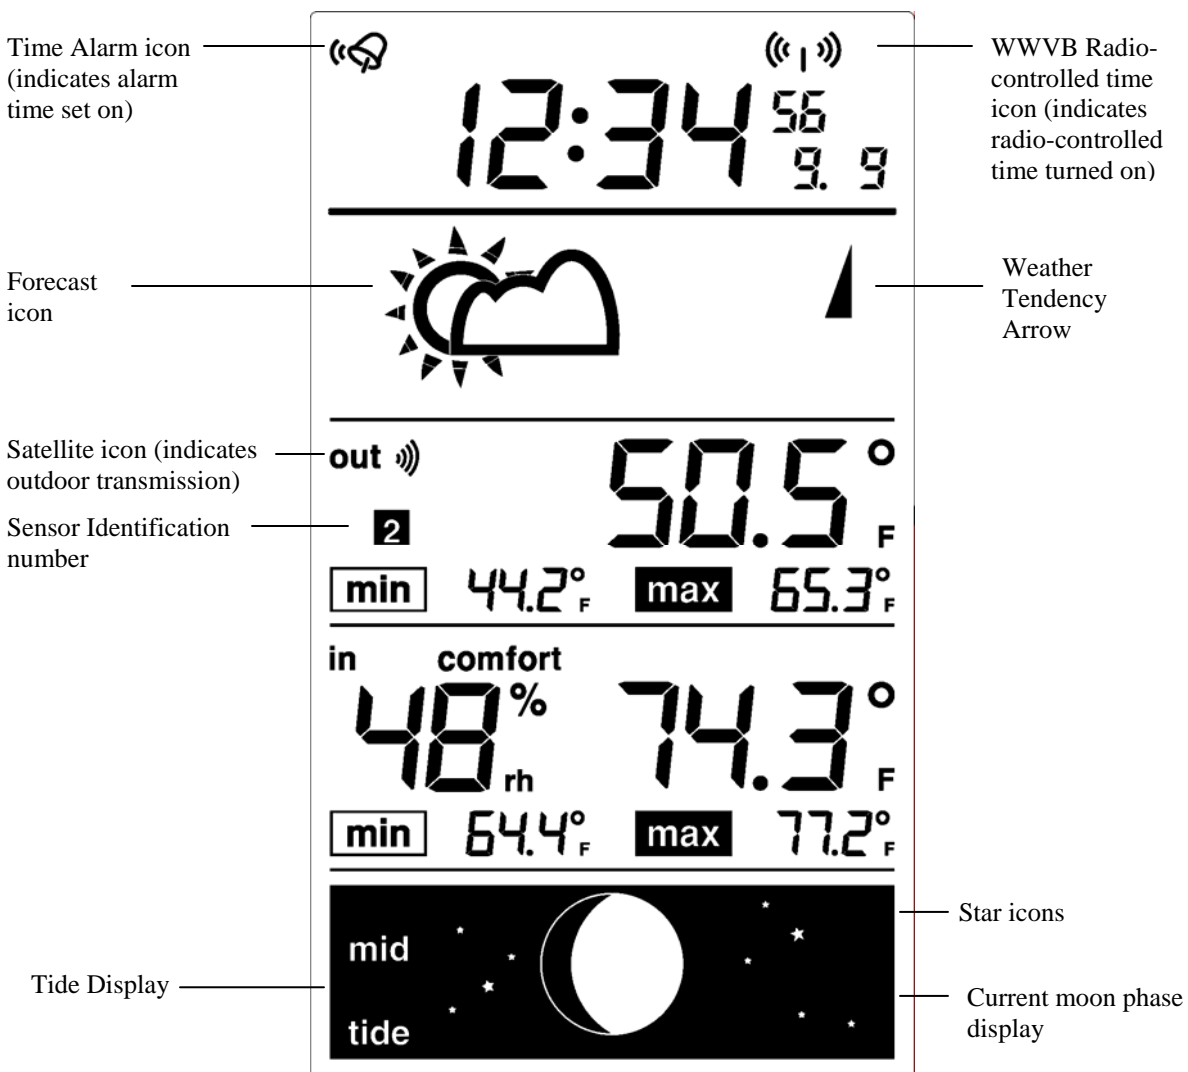 Time Alarm icon
(indicates alarm
time set on)
WWVB Radio-
controlled time
icon (indicates
radio-controlled
time turned on)
12:34 56
9. 9
Forecast
icon
Weather
Tendency
Arrow
Satellite icon (indicates
outdoor transmission)
out 50.5° F
Sensor Identification
number
2
min 44.2° F max 65.3° F
in comfort
48% rh 74.3° F
min 64.4° F max 77.2° F
Star icons
mid
Tide Display
tide
Current moon phase
display